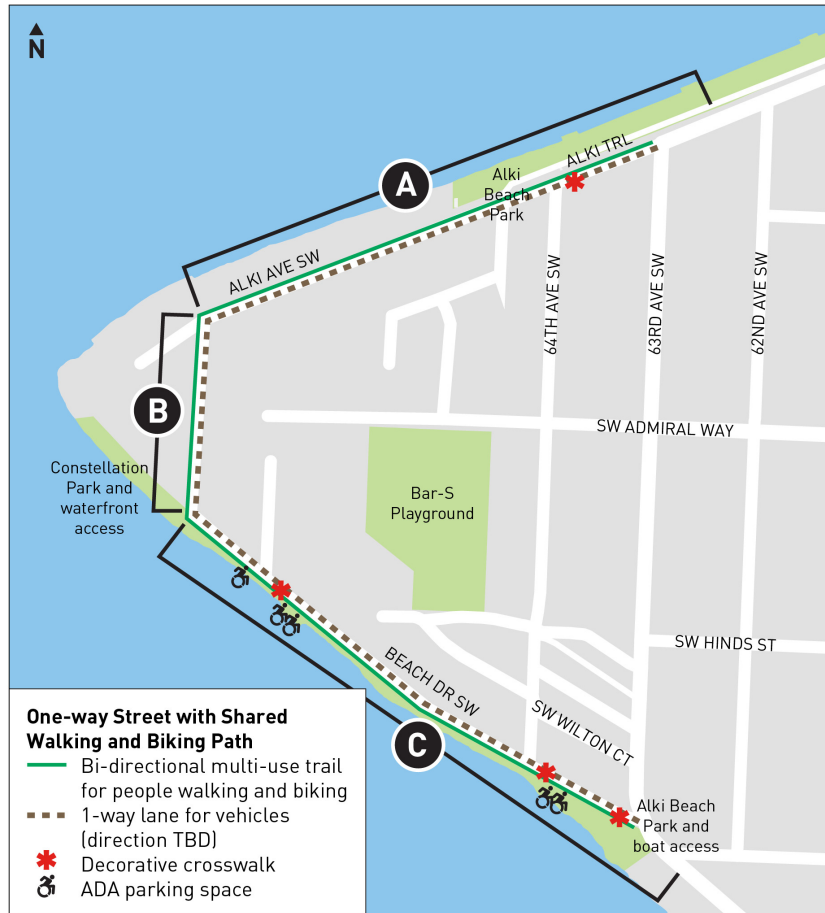 N
ALKI TRL
Alki
Beach
Park
A
ALKI AVE SW
64TH AVE SW
63RD AVE SW
62ND AVE SW
B
SW ADMIRAL WAY
Constellation
Park and
waterfront
access
Bar-S
Playground
SW HINDS ST
BEACH DR SW
SW WILTON CT
C
Alki Beach
Park and
boat access
One-way Street with Shared
Walking and Biking Path
Bi-directional multi-use trail
for people walking and biking
1-way lane for vehicles
(direction TBD)
Decorative crosswalk
ADA parking space